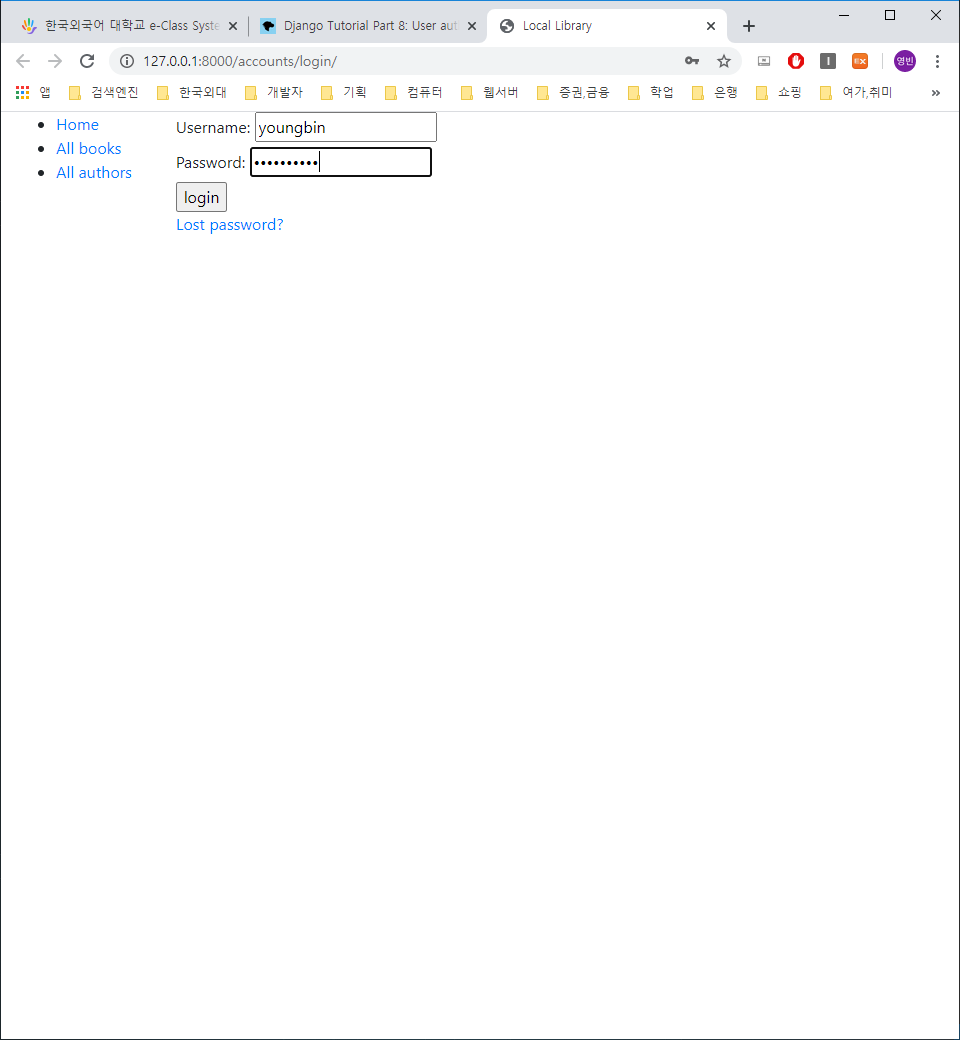 한국외국어 대학교 e-Class Syste
Django Tutorial Part 8: User aut
Local Library
127.0.0.1:8000/accounts/login/
영빈
앱 검색엔진 한국외대 개발자 기획 컴퓨터 웹서버 증권,금융 학업 은행 쇼핑 여가,취미 »
Home
All books
All authors
Username: youngbin
Password: ••••••••••
login
Lost password?